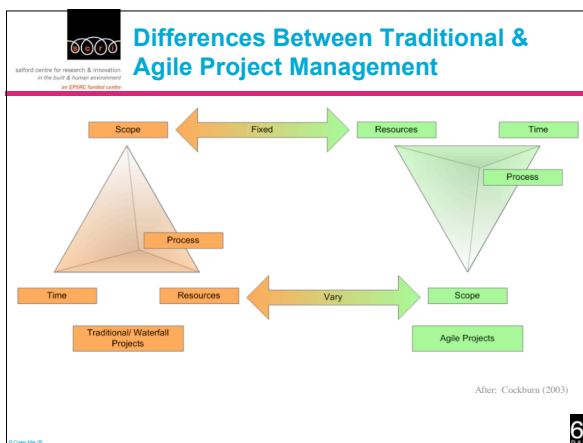 scri
Differences Between Traditional &
Agile Project Management
salford centre for research & innovation
in the built & human environment
an EPSRC funded centre
Scope
Fixed
Resources
Time
Process
Process
Time
Resources
Vary
Scope
Traditional/ Waterfall
Projects
Agile Projects
After: Cockburn (2003)
6